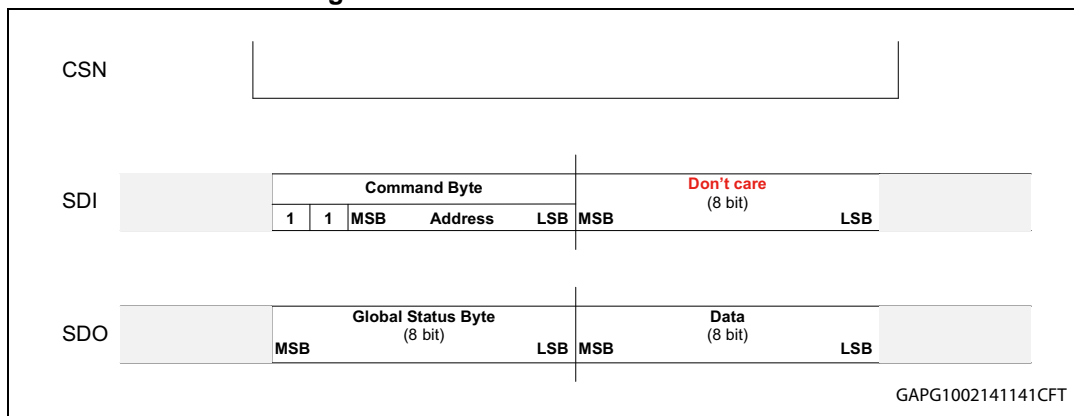 CSN
SDI
Command Byte
Don't care
(8 bit)
1 1 MSB Address LSB MSB LSB
SDO
Global Status Byte
(8 bit)
Data
(8 bit)
MSB LSB MSB LSB
GAPG1002141141CFT